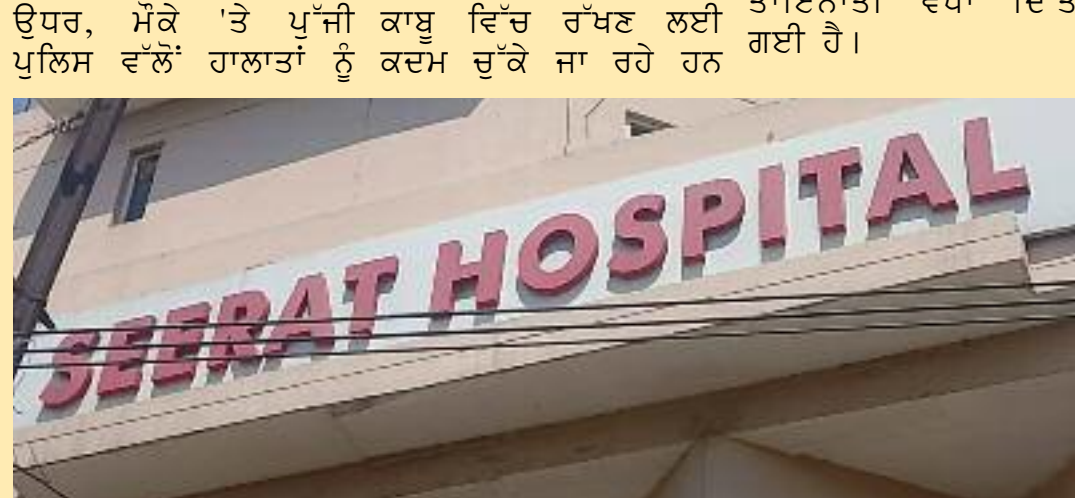 ਉਧਰ, ਮੌਕੇ 'ਤੇ ਪੁੱਜੀ ਕਾਬੂ ਵਿੱਚ ਰੱਖਣ ਲਈ
ਪੁਲਿਸ ਵੱਲੋਂ ਹਾਲਾਤਾਂ ਨੂੰ ਕਦਮ ਚੁੱਕੇ ਜਾ ਰਹੇ ਹਨ
ਗਈ ਹੈ।
SEERAT HOSPITAL